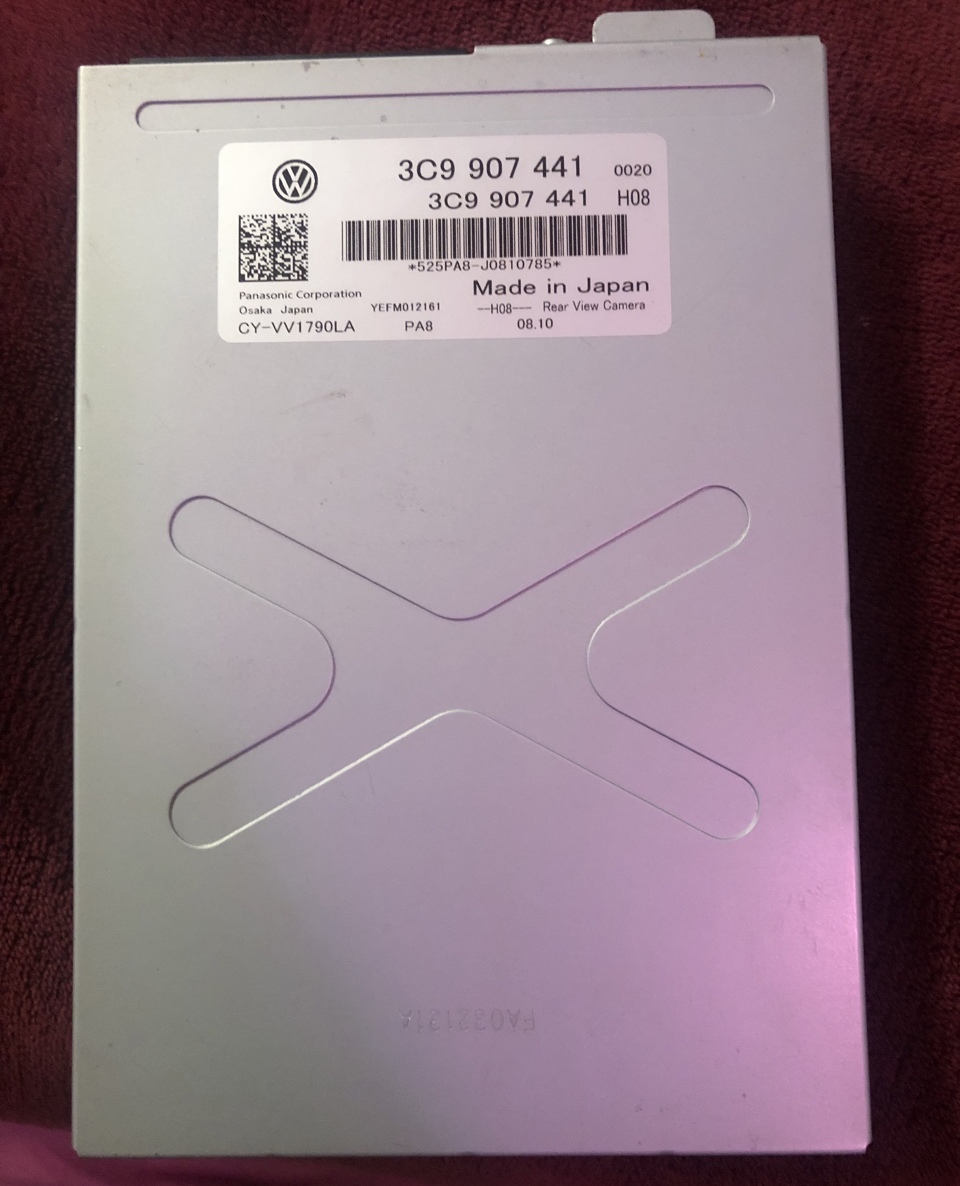 3C9 907 441 0020
3C9 907 441 H08
*525PA8-J0810785*
Made in Japan
Panasonic Corporation
Osaka Japan YEFM012161 --H08--- Rear View Camera
CY-VV1790LA PA8 08.10